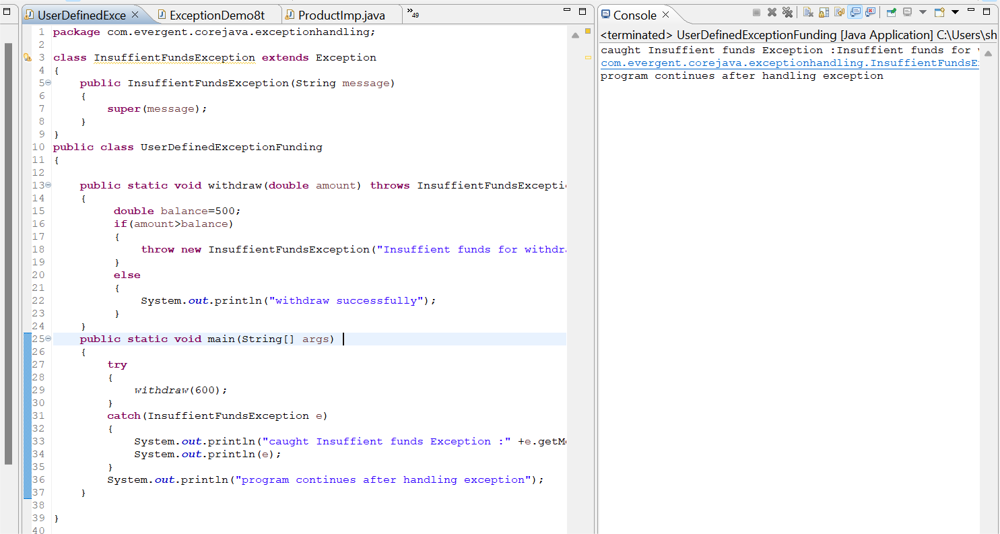 UserDefinedExce
ExceptionDemo8t
ProductImp.java
»49
1 package com.evergent.corejava.exceptionhandling;
2
3 class InsuffientFundsException extends Exception
4 {
5 public InsuffientFundsException(String message)
6 {
7 super(message);
8 }
9 }
10 public class UserDefinedExceptionFunding
11 {
12
13 public static void withdraw(double amount) throws InsuffientFundsExceptio
14 {
15 double balance=500;
16 if(amount>balance)
17 {
18 throw new InsuffientFundsException("Insuffient funds for withdra
19 }
20 else
21 {
22 System.out.println("withdraw successfully");
23 }
24 }
25 public static void main(String[] args)
26 {
27 try
28 {
29 withdraw(600);
30 }
31 catch(InsuffientFundsException e)
32 {
33 System.out.println("caught Insuffient funds Exception :" +e.getMe
34 System.out.println(e);
35 }
36 System.out.println("program continues after handling exception");
37 }
38
39 }
40
Console
<terminated> UserDefinedExceptionFunding [Java Application] C:\Users\sh
caught Insuffient funds Exception :Insuffient funds for
com.evergent.corejava.exceptionhandling.InsuffientFundsE
program continues after handling exception